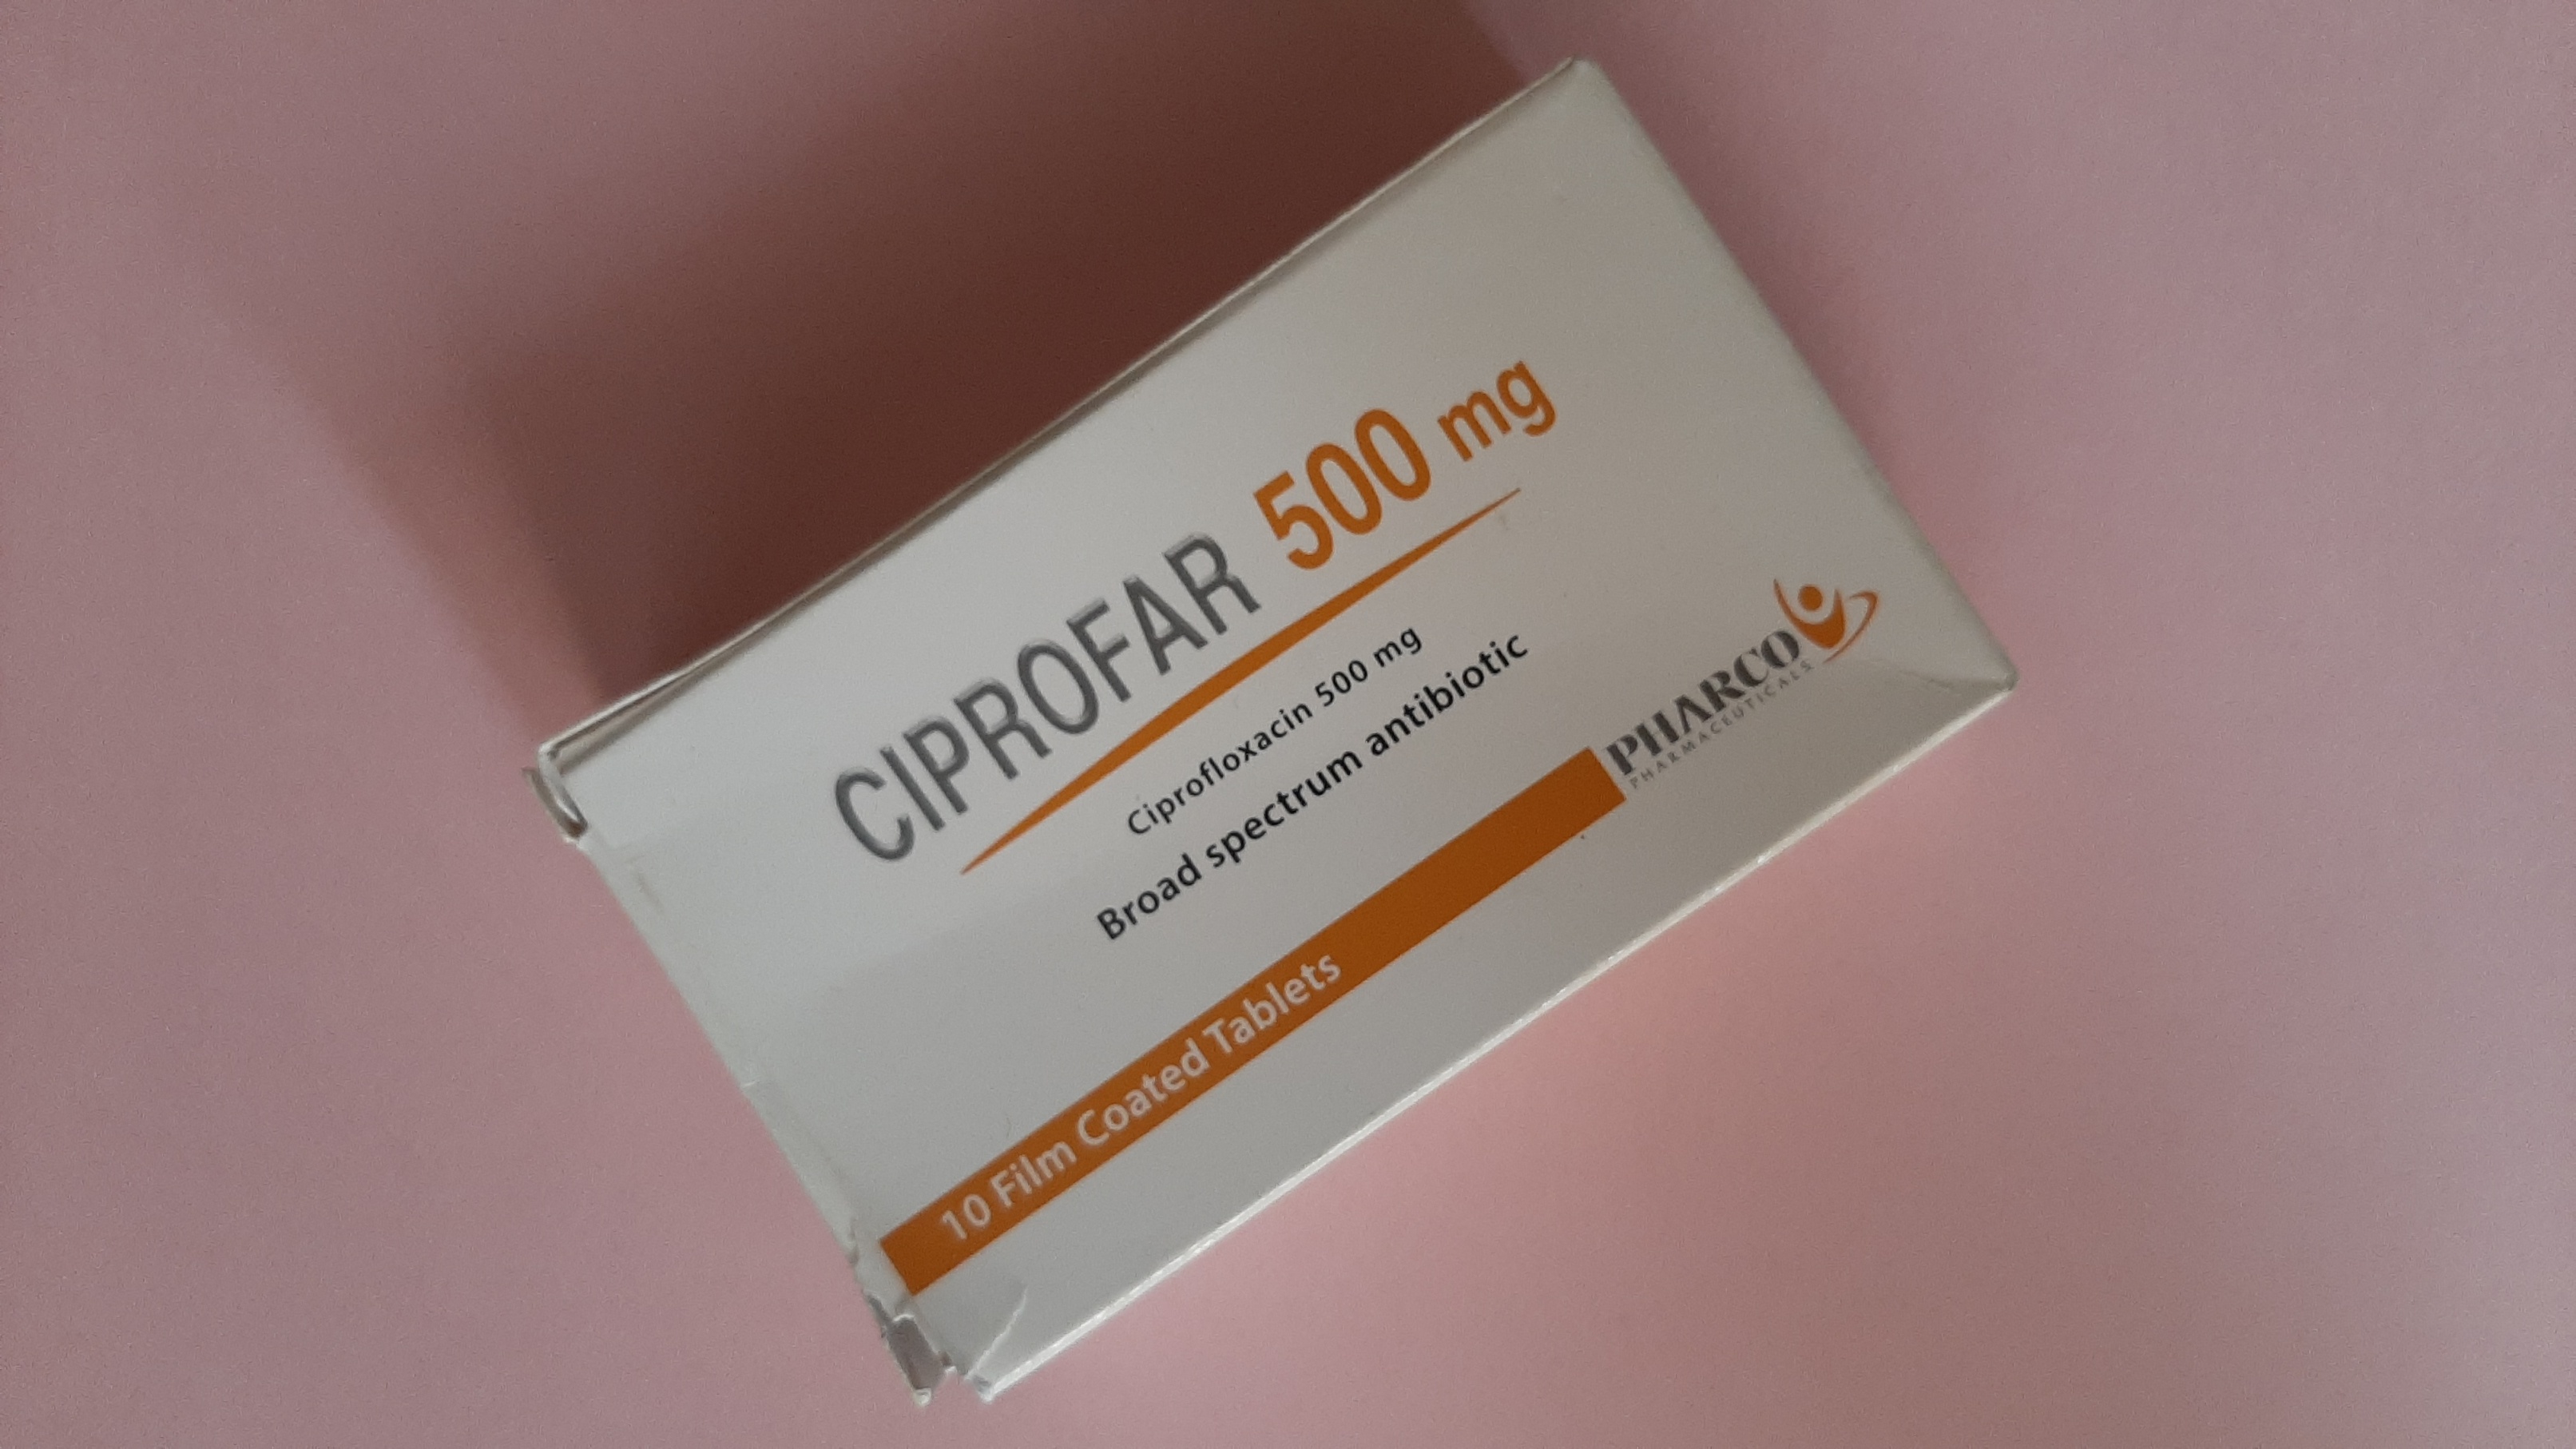 CIPROFAR 500 mg
Ciprofloxacin 500 mg
Broad spectrum antibiotic
PHARCO
PHARMACEUTICALS
10 Film Coated Tablets